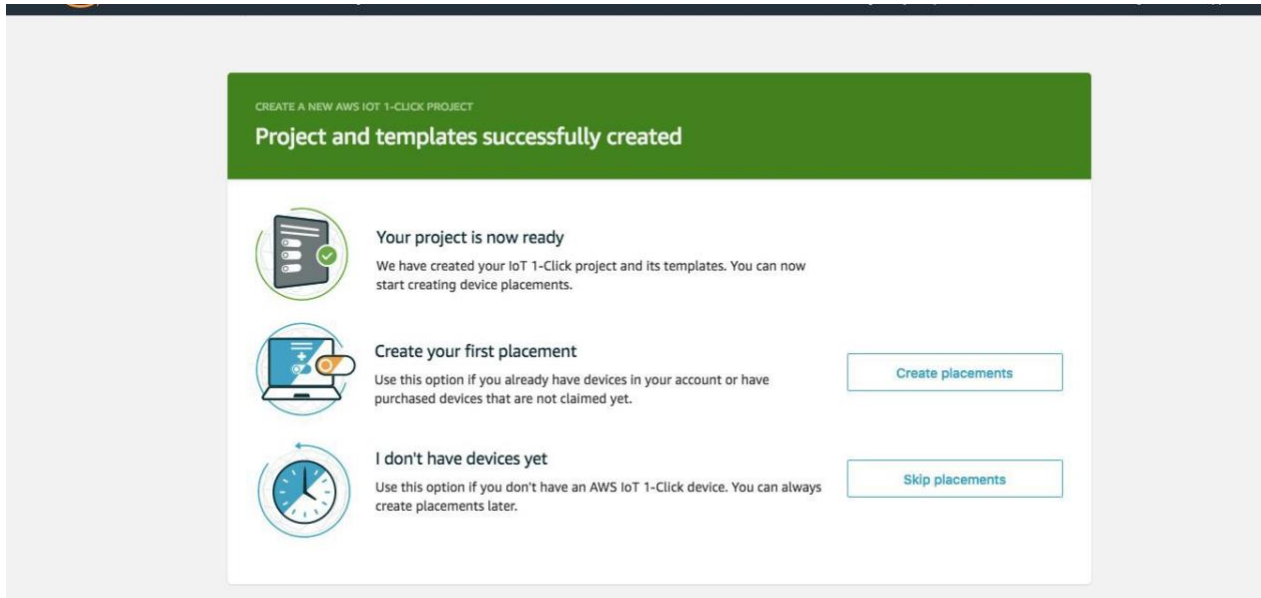 CREATE A NEW AWS IOT 1-CLICK PROJECT
Project and templates successfully created
Your project is now ready
We have created your IoT 1-Click project and its templates. You can now
start creating device placements.
Create your first placement
Use this option if you already have devices in your account or have
purchased devices that are not claimed yet.
Create placements
I don't have devices yet
Use this option if you don't have an AWS IoT 1-Click device. You can always
create placements later.
Skip placements